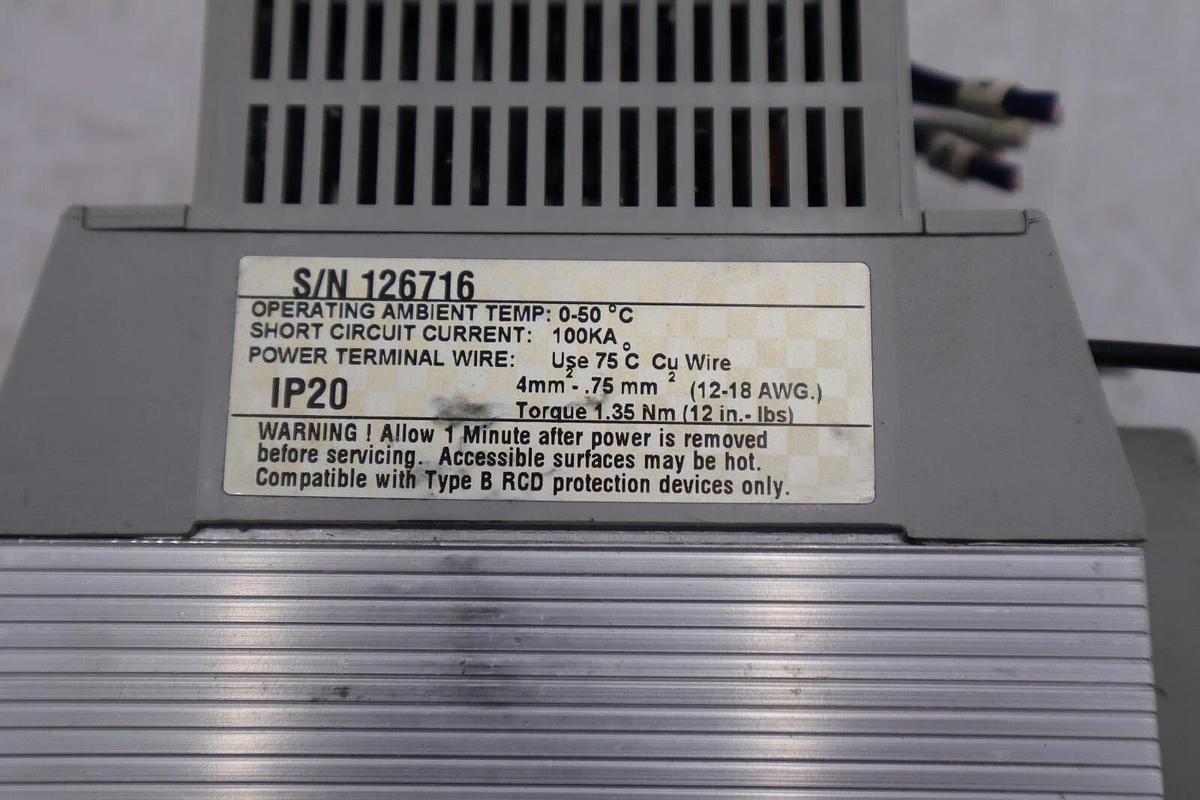 S/N 126716
OPERATING AMBIENT TEMP: 0-50 °C
SHORT CIRCUIT CURRENT: 100KA
POWER TERMINAL WIRE: Use 75°C Cu Wire
IP20 4mm²- .75 mm² (12-18 AWG.)
Torque 1.35 Nm (12 in.- lbs)
WARNING ! Allow 1 Minute after power is removed
before servicing. Accessible surfaces may be hot.
Compatible with Type B RCD protection devices only.